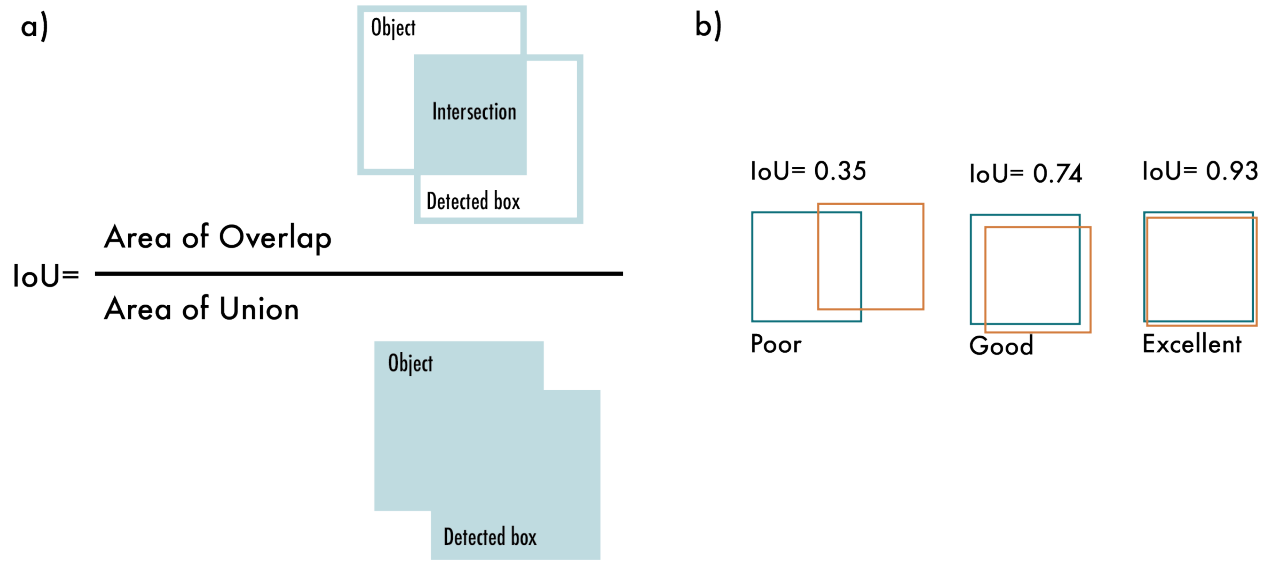 a)
Object
Intersection
Detected box
Area of Overlap
IoU=
Area of Union
Object
Detected box
b)
IoU= 0.35
IoU= 0.74
IoU= 0.93
Poor
Good
Excellent